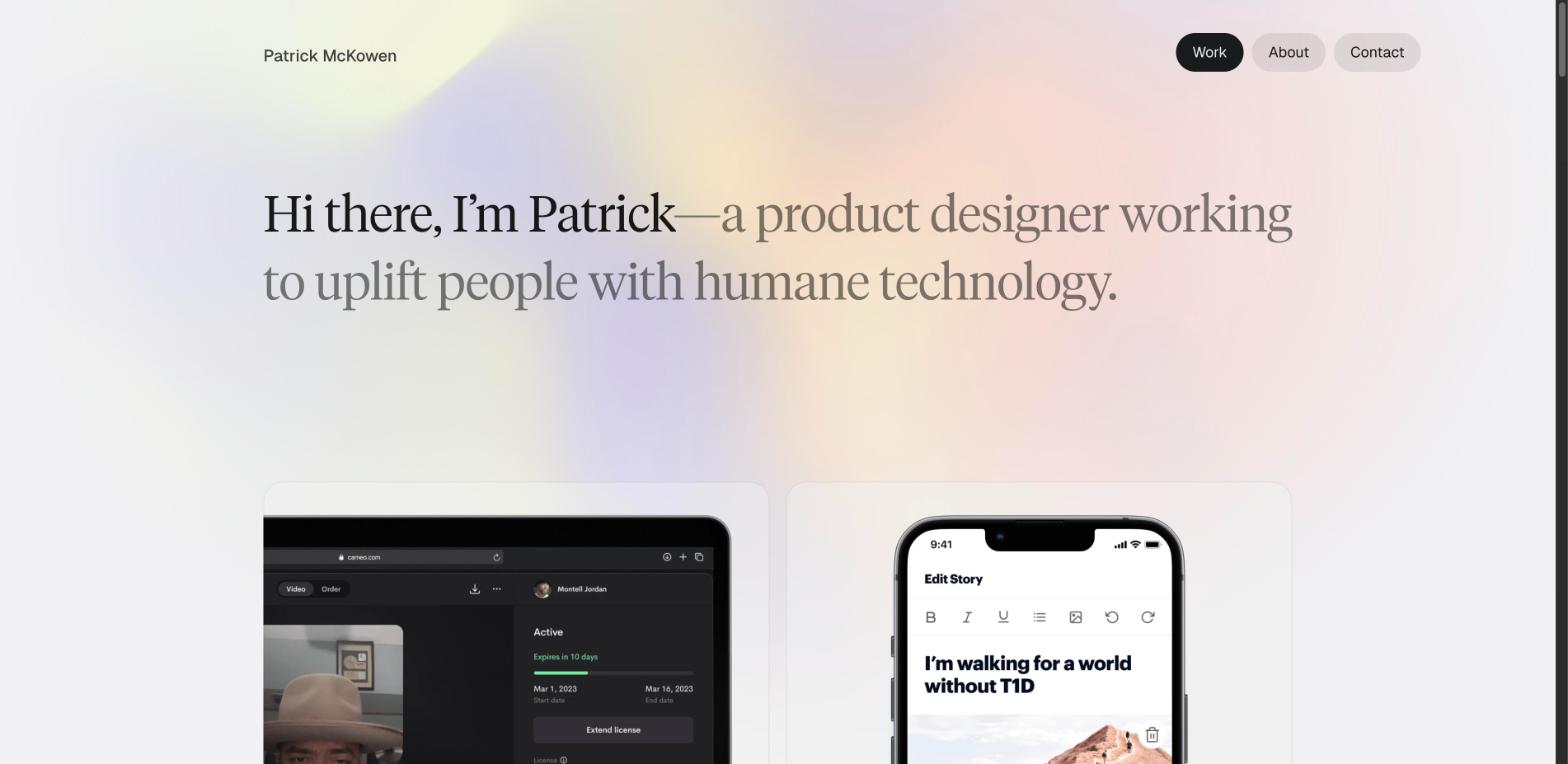 Patrick McKowen
Work
About
Contact
Hi there, I’m Patrick—a product designer working
to uplift people with humane technology.
cameo.com
Video
Order
Montell Jordan
Active
Expires in 10 days
Mar 1, 2023
Mar 16, 2023
Start date
End date
Extend license
License
9:41
Edit Story
B I U
I’m walking for a world
without T1D